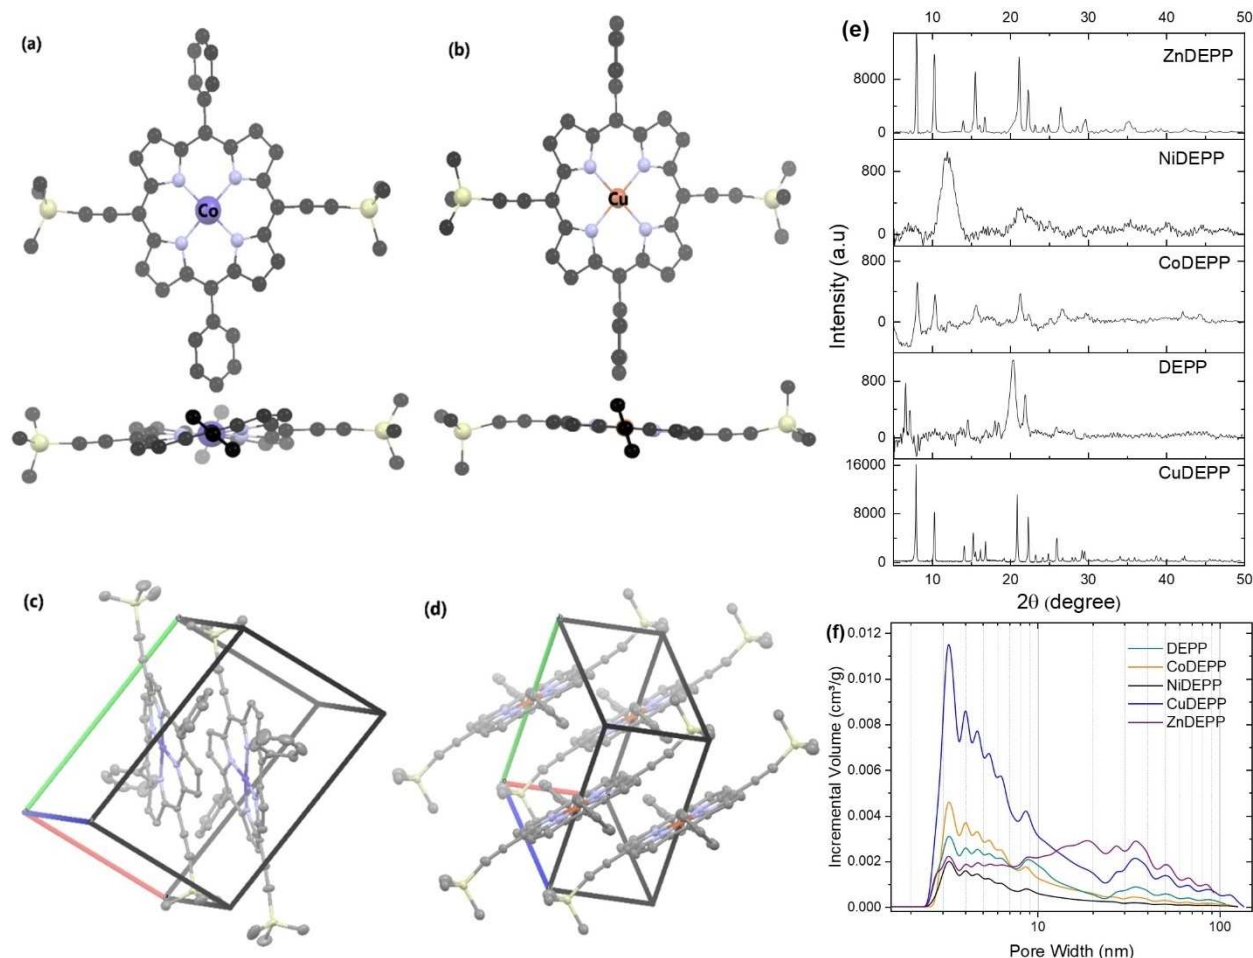 (a)
Co
(b)
Cu
(c)
(d)
(e)
10 20 30 40 50
ZnDEPP
8000
0
NiDEPP
800
0
CoDEPP
800
0
DEPP
800
0
CuDEPP
16000
8000
0
Intensity (a.u)
10 20 30 40 50
2θ (degree)
(f)
0.012
0.010
0.008
0.006
0.004
0.002
0.000
DEPP
CoDEPP
NiDEPP
CuDEPP
ZnDEPP
Incremental Volume (cm³/g)
10 100
Pore Width (nm)